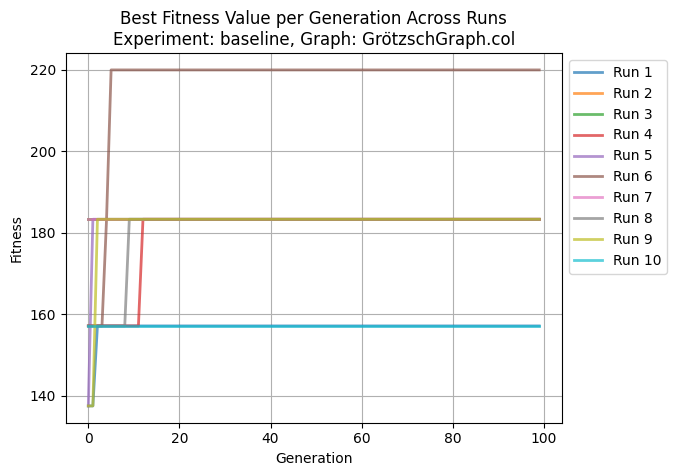 Best Fitness Value per Generation Across Runs
Experiment: baseline, Graph: GrötzschGraph.col
220
200
180
160
140
Fitness
0 20 40 60 80 100
Generation
Run 1
Run 2
Run 3
Run 4
Run 5
Run 6
Run 7
Run 8
Run 9
Run 10